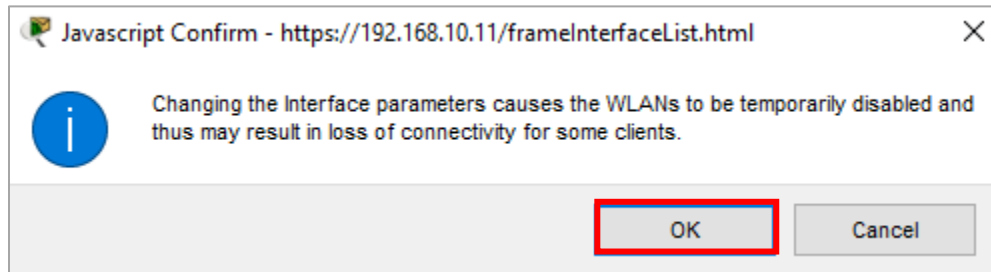 Javascript Confirm - https://192.168.10.11/frameInterfaceList.html
Changing the Interface parameters causes the WLANs to be temporarily disabled and
thus may result in loss of connectivity for some clients.
OK Cancel